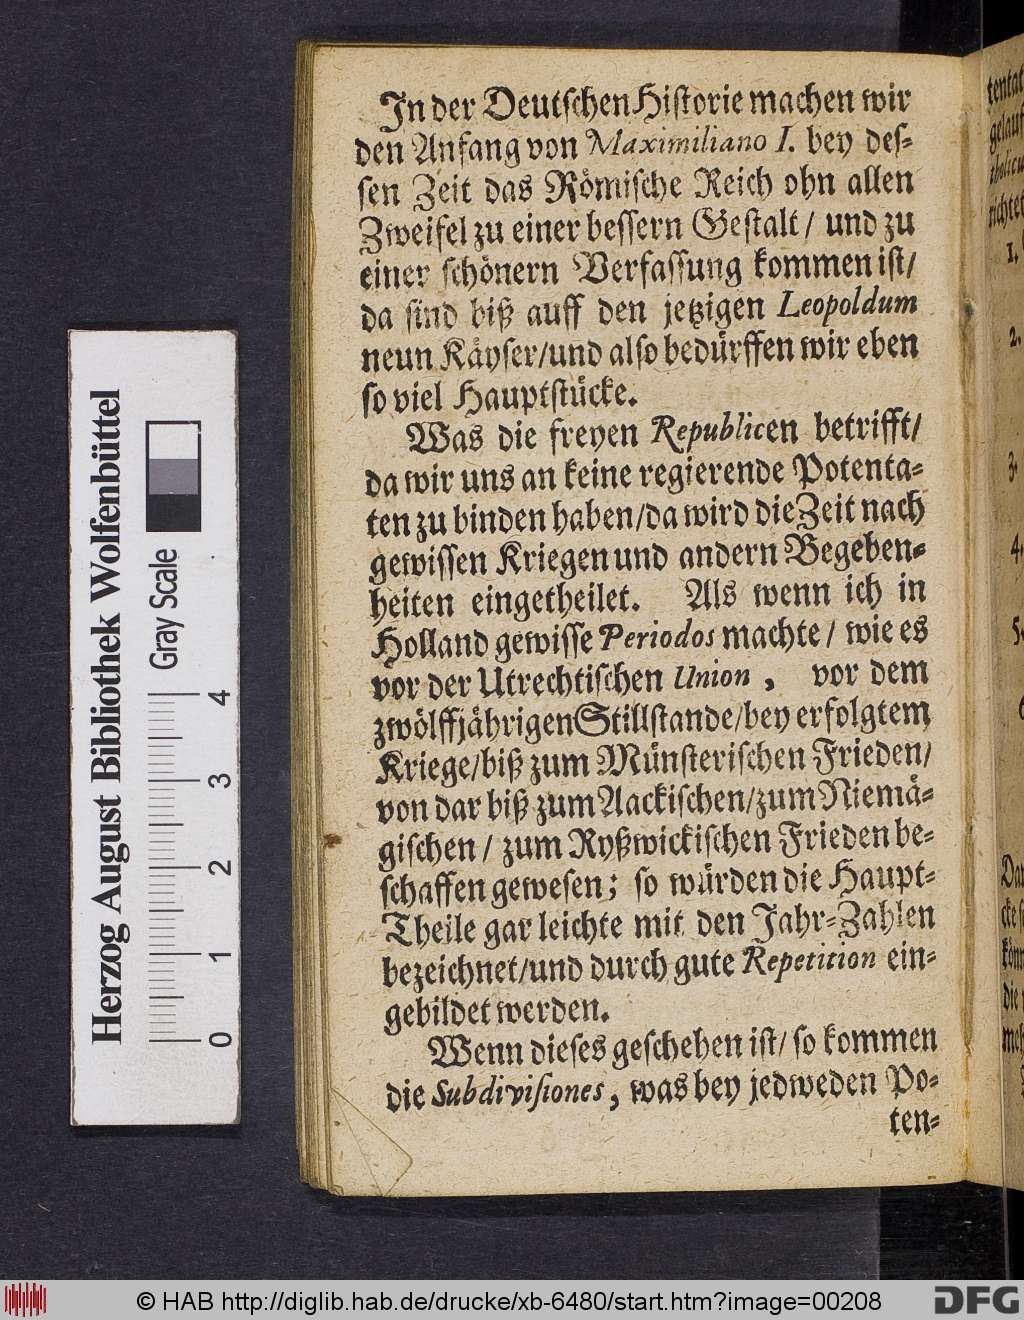 In der Deutschen Historie machen wir
den Anfang von Maximiliano I. bey des-
sen Zeit das Römische Reich ohn allen
Zweifel zu einer bessern Gestalt / und zu
einer schönern Verfassung kommen ist/
da sind biß auff den jetzigen Leopoldum
neun Käyser/und also bedürffen wir eben
so viel Hauptstücke.
Was die freyen Republicen betrifft/
da wir uns an keine regierende Potenta-
ten zu binden haben/da wird die Zeit nach
gewissen Kriegen und andern Begeben-
heiten eingetheilet. Als wenn ich in
Holland gewisse Periodos machte / wie es
vor der Utrechtischen Union, vor dem
zwölffjährigen Stillstande/bey erfolgtem
Kriege/biß zum Münsterischen Frieden/
von dar biß zum Aackischen/zum Niemä-
gischen / zum Ryßwickischen Frieden be-
schaffen gewesen; so würden die Haupt-
Theile gar leichte mit den Jahr-Zahlen
bezeichnet/und durch gute Repetition ein-
gebildet werden.
Wenn dieses geschehen ist/ so kommen
die Subdivisiones, was bey jedweden Po-
ten-
tentat
gelauf
richtet
1.
2.
3.
4.
5.
Herzog August Bibliothek Wolfenbüttel
Gray Scale
0 1 2 3 4
© HAB http://diglib.hab.de/drucke/xb-6480/start.htm?image=00208
DFG